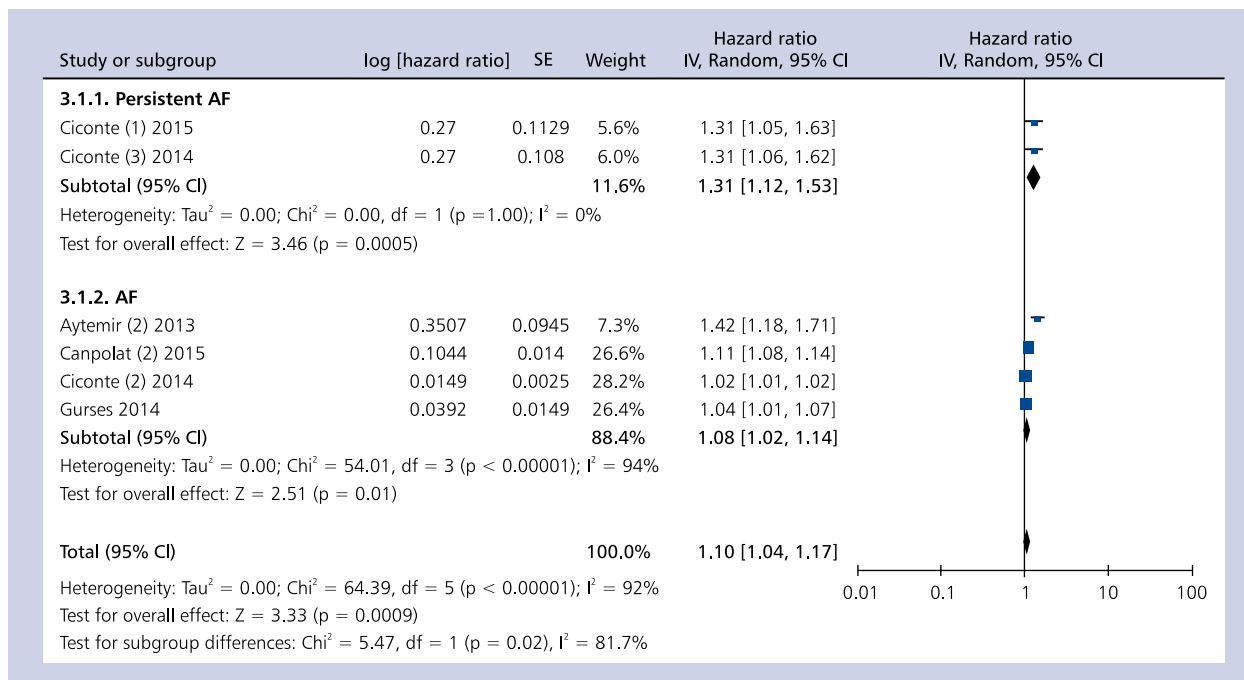 Hazard ratio Hazard ratio
Study or subgroup log [hazard ratio] SE Weight IV, Random, 95% CI IV, Random, 95% CI
3.1.1. Persistent AF
Ciconte (1) 2015 0.27 0.1129 5.6% 1.31 [1.05, 1.63]
Ciconte (3) 2014 0.27 0.108 6.0% 1.31 [1.06, 1.62]
Subtotal (95% CI) 11.6% 1.31 [1.12, 1.53]
Heterogeneity: Tau² = 0.00; Chi² = 0.00, df = 1 (p =1.00); I² = 0%
Test for overall effect: Z = 3.46 (p = 0.0005)
3.1.2. AF
Aytemir (2) 2013 0.3507 0.0945 7.3% 1.42 [1.18, 1.71]
Canpolat (2) 2015 0.1044 0.014 26.6% 1.11 [1.08, 1.14]
Ciconte (2) 2014 0.0149 0.0025 28.2% 1.02 [1.01, 1.02]
Gurses 2014 0.0392 0.0149 26.4% 1.04 [1.01, 1.07]
Subtotal (95% CI) 88.4% 1.08 [1.02, 1.14]
Heterogeneity: Tau² = 0.00; Chi² = 54.01, df = 3 (p < 0.00001); I² = 94%
Test for overall effect: Z = 2.51 (p = 0.01)
Total (95% CI) 100.0% 1.10 [1.04, 1.17]
Heterogeneity: Tau² = 0.00; Chi² = 64.39, df = 5 (p < 0.00001); I² = 92%
0.01 0.1 1 10 100
Test for overall effect: Z = 3.33 (p = 0.0009)
Test for subgroup differences: Chi² = 5.47, df = 1 (p = 0.02), I² = 81.7%